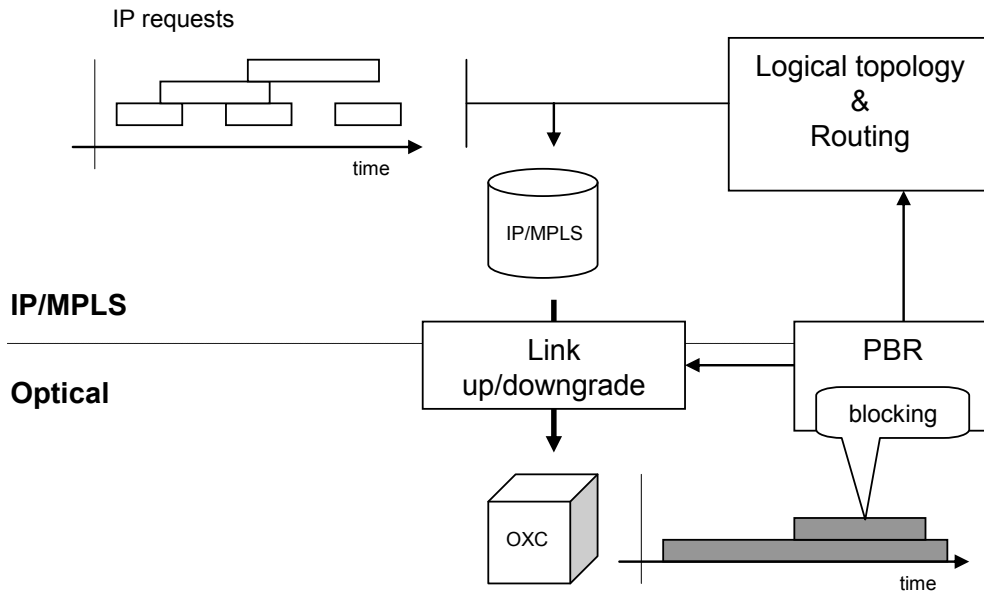 IP requests
time
Logical topology
&
Routing
IP/MPLS
IP/MPLS
Optical
Link
up/downgrade
PBR
blocking
OXC
time